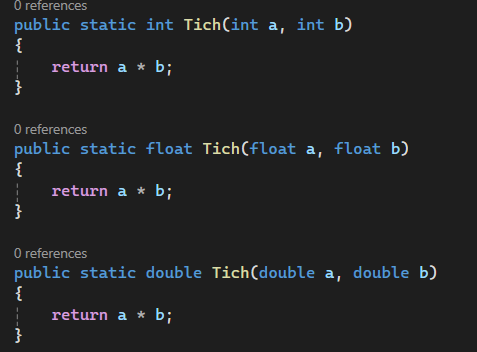 0 references
public static int Tich(int a, int b)
{
    return a * b;
}
0 references
public static float Tich(float a, float b)
{
    return a * b;
}
0 references
public static double Tich(double a, double b)
{
    return a * b;
}